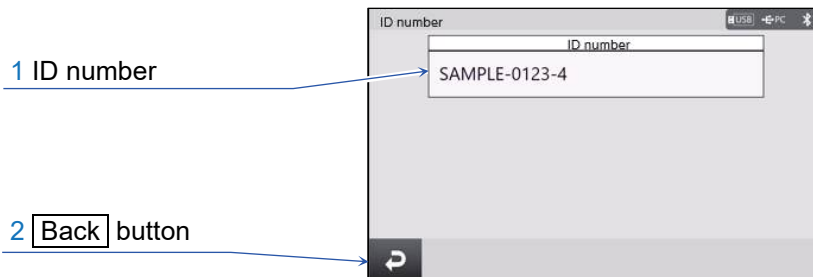 ID number
USB PC
ID number
1 ID number
SAMPLE-0123-4
2 Back button